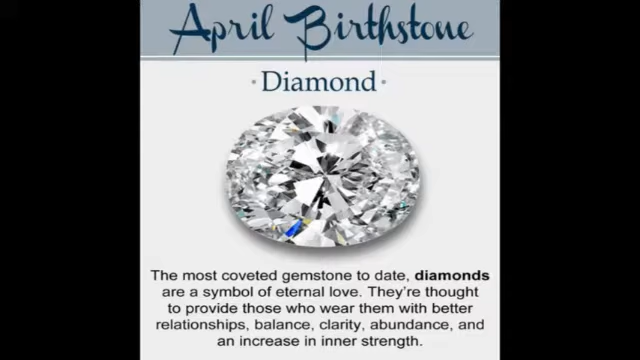 April Birthstone
·Diamond·
The most coveted gemstone to date, diamonds
are a symbol of eternal love. They're thought
to provide those who wear them with better
relationships, balance, clarity, abundance, and
an increase in inner strength.